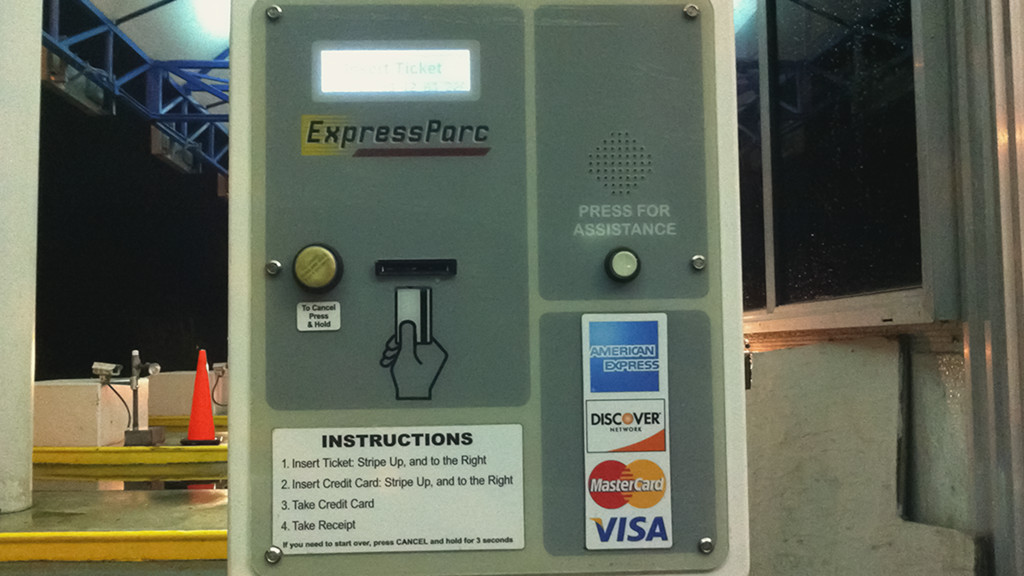 Insert Ticket
ExpressParc
PRESS FOR
ASSISTANCE
To Cancel
Press
& Hold
AMERICAN
EXPRESS
DISCOVER
NETWORK
MasterCard
VISA
INSTRUCTIONS
1. Insert Ticket: Stripe Up, and to the Right
2. Insert Credit Card: Stripe Up, and to the Right
3. Take Credit Card
4. Take Receipt
If you need to start over, press CANCEL and hold for 3 seconds